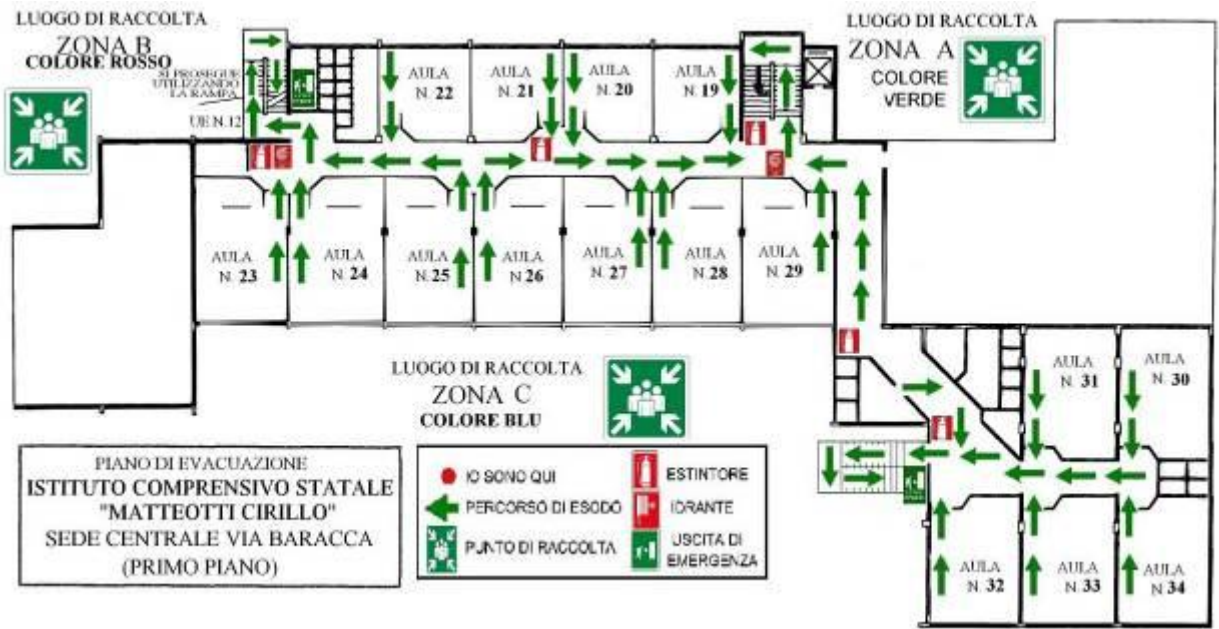 LUOGO DI RACCOLTA
ZONA B
COLORE ROSSO
SI PROSEGUE
UTILIZZANDO
LA RAMPA
UE N.12
LUOGO DI RACCOLTA
ZONA A
COLORE
VERDE
AULA
N. 22
AULA
N. 21
AULA
N. 20
AULA
N. 19
AULA
N. 23
AULA
N. 24
AULA
N. 25
AULA
N. 26
AULA
N. 27
AULA
N. 28
AULA
N. 29
AULA
N. 31
AULA
N. 30
LUOGO DI RACCOLTA
ZONA C
COLORE BLU
AULA
N. 32
AULA
N. 33
AULA
N. 34
PIANO DI EVACUAZIONE
ISTITUTO COMPRENSIVO STATALE
"MATTEOTTI CIRILLO"
SEDE CENTRALE VIA BARACCA
(PRIMO PIANO)
IO SONO QUI
PERCORSO DI ESODO
PUNTO DI RACCOLTA
ESTINTORE
IDRANTE
USCITA DI
EMERGENZA